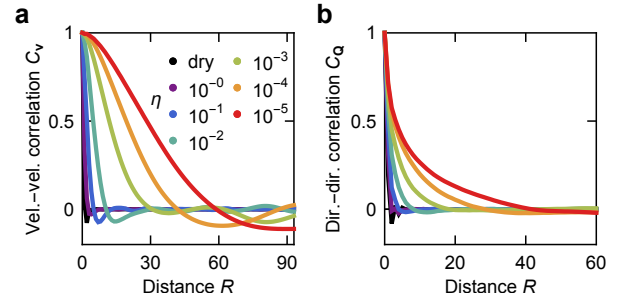 a
Vel.–vel. correlation Cᵥ
1
0.5
0
η
dry
10⁻⁰
10⁻¹
10⁻²
10⁻³
10⁻⁴
10⁻⁵
0
30
60
90
Distance R
b
Dir.–dir. correlation C_Q
1
0.5
0
0
20
40
60
Distance R